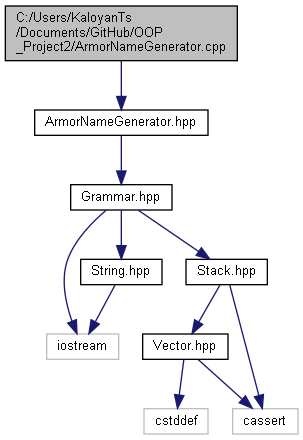 C:/Users/KaloyanTs
/Documents/GitHub/OOP
_Project2/ArmorNameGenerator.cpp
ArmorNameGenerator.hpp
Grammar.hpp
String.hpp
Stack.hpp
iostream
Vector.hpp
cstddef
cassert